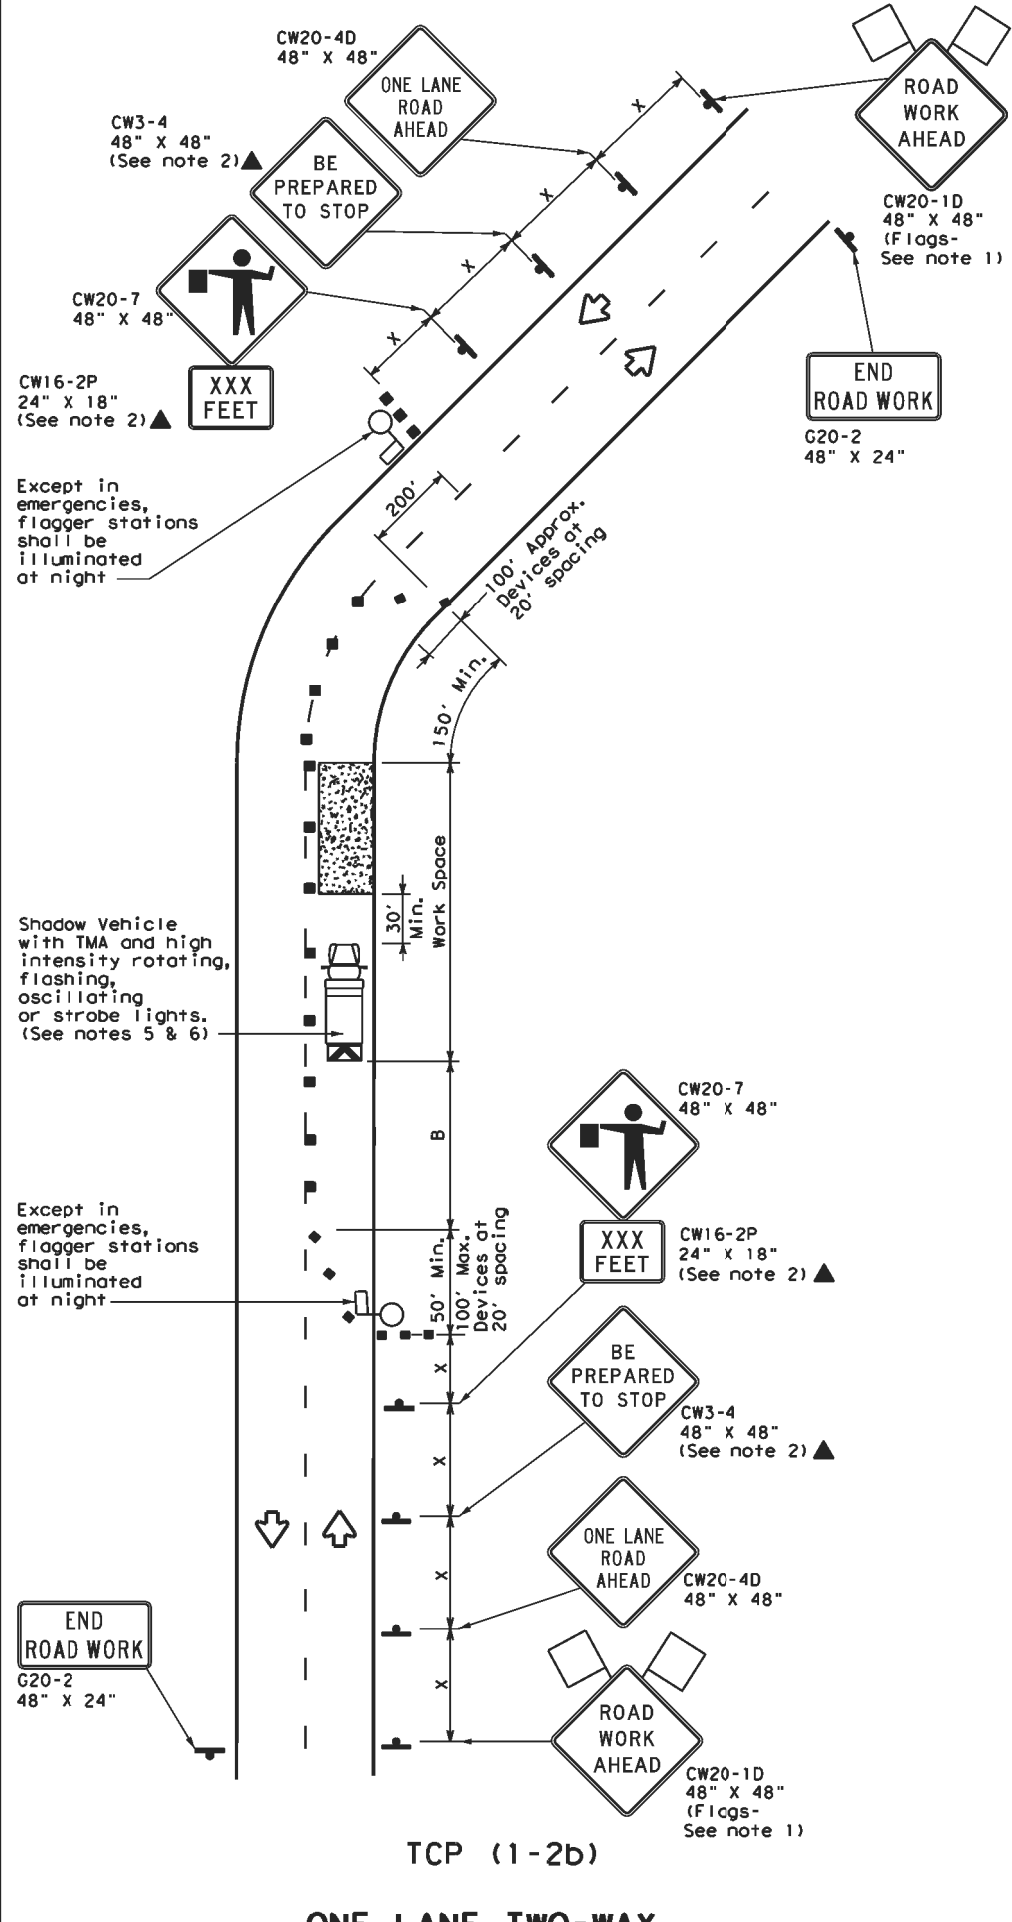 CW20-4D
48" X 48"
ONE LANE
ROAD
AHEAD
ROAD
WORK
AHEAD
CW20-1D
48" X 48"
(Flags-
See note 1)
CW3-4
48" X 48"
(See note 2)▲
BE
PREPARED
TO STOP
CW20-7
48" X 48"
CW16-2P
24" X 18"
(See note 2)▲
XXX
FEET
X
X
X
X
END
ROAD WORK
G20-2
48" X 24"
Except in
emergencies,
flagger stations
shall be
illuminated
at night
200'
100' Approx.
Devices at
20' spacing
150' Min.
Work Space
30'
Min.
Shadow Vehicle
with TMA and high
intensity rotating,
flashing,
oscillating
or strobe lights.
(See notes 5 & 6)
B
CW20-7
48" X 48"
XXX
FEET
CW16-2P
24" X 18"
(See note 2)▲
Except in
emergencies,
flagger stations
shall be
illuminated
at night
50' Min.
100' Max.
Devices at
20' spacing
X
X
X
X
BE
PREPARED
TO STOP
CW3-4
48" X 48"
(See note 2)▲
ONE LANE
ROAD
AHEAD
CW20-4D
48" X 48"
END
ROAD WORK
G20-2
48" X 24"
ROAD
WORK
AHEAD
CW20-1D
48" X 48"
(Flags-
See note 1)
TCP (1-2b)
ONE LANE TWO-WAY